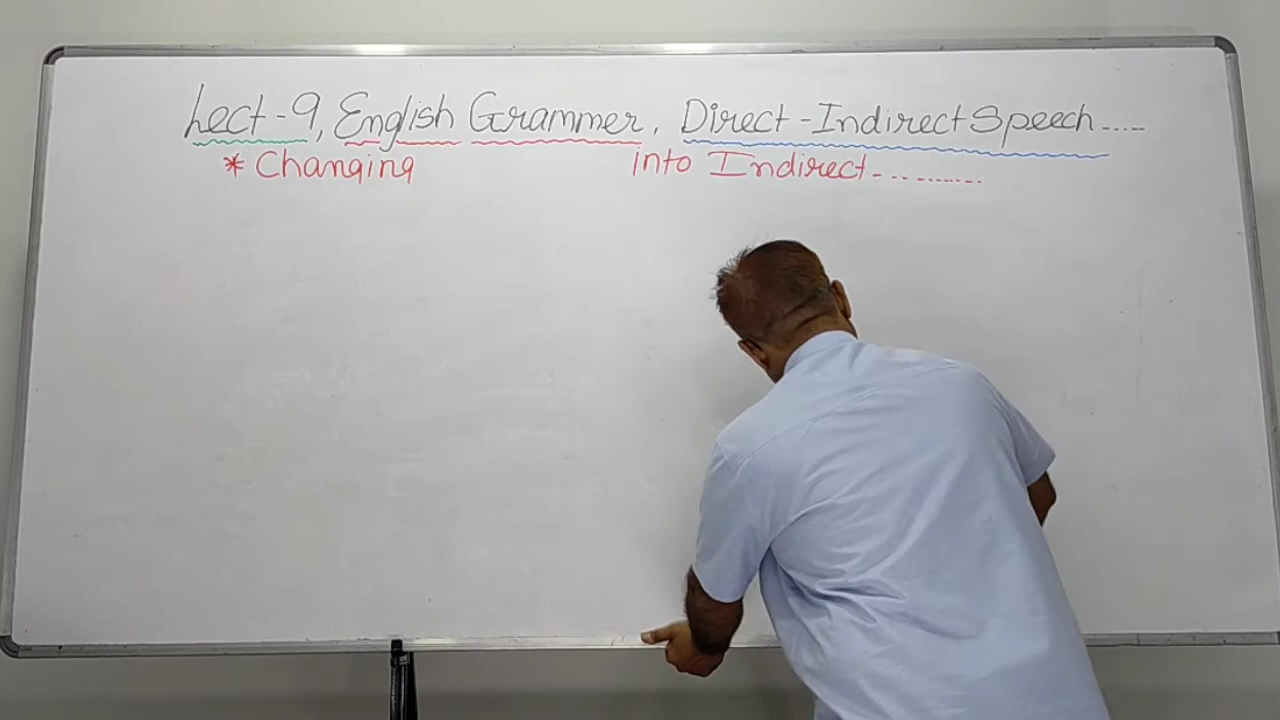 Lect-9, English Grammer, Direct-Indirect Speech.....
* Changing into Indirect...........